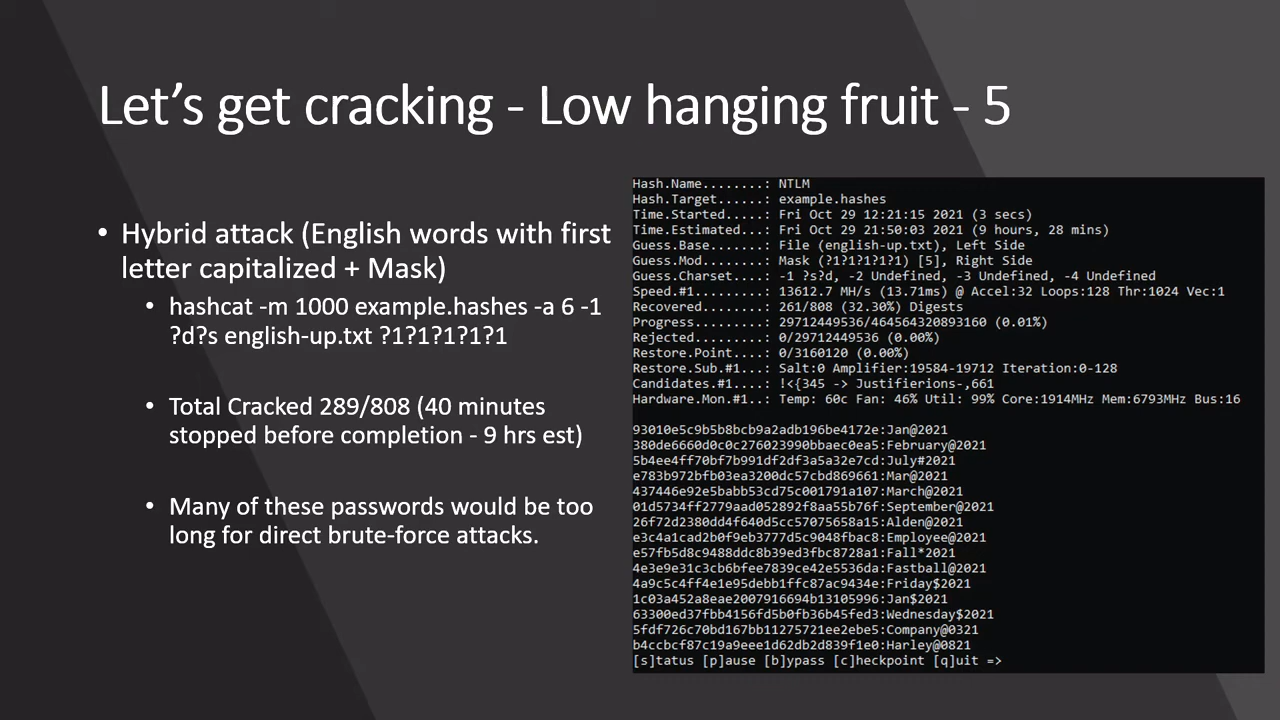 Let's get cracking - Low hanging fruit - 5
• Hybrid attack (English words with first
letter capitalized + Mask)
• hashcat -m 1000 example.hashes -a 6 -1
?d?s english-up.txt ?1?1?1?1?1
• Total Cracked 289/808 (40 minutes
stopped before completion - 9 hrs est)
• Many of these passwords would be too
long for direct brute-force attacks.
Hash.Name........: NTLM
Hash.Target......: example.hashes
Time.Started.....: Fri Oct 29 12:21:15 2021 (3 secs)
Time.Estimated...: Fri Oct 29 21:50:03 2021 (9 hours, 28 mins)
Guess.Base.......: File (english-up.txt), Left Side
Guess.Mod........: Mask (?1?1?1?1?1) [5], Right Side
Guess.Charset....: -1 ?s?d, -2 Undefined, -3 Undefined, -4 Undefined
Speed.#1.........: 13612.7 MH/s (13.71ms) @ Accel:32 Loops:128 Thr:1024 Vec:1
Recovered........: 261/808 (32.30%) Digests
Progress.........: 29712449536/464564320893160 (0.01%)
Rejected.........: 0/29712449536 (0.00%)
Restore.Point....: 0/3160120 (0.00%)
Restore.Sub.#1...: Salt:0 Amplifier:19584-19712 Iteration:0-128
Candidates.#1....: !<{345 -> Justifierions-,661
Hardware.Mon.#1..: Temp: 60c Fan: 46% Util: 99% Core:1914MHz Mem:6793MHz Bus:16
93010e5c9b5b8bcb9a2adb196be4172e:Jan@2021
380de6660d0c0c276023990bbaec0ea5:February@2021
5b4ee4ff70bf7b991df2df3a5a32e7cd:July#2021
e783b972bfb03ea3200dc57cbd869661:Mar@2021
437446e92e5babb53cd75c001791a107:March@2021
01d5734ff2779aad052892f8aa55b76f:September@2021
26f72d2380dd4f640d5cc57075658a15:Alden@2021
e3c4a1cad2b0f9eb3777d5c9048fbac8:Employee@2021
e57fb5d8c9488ddc8b39ed3fbc8728a1:Fall*2021
4e3e9e31c3cb6bfee7839ce42e5536da:Fastball@2021
4a9c5c4ff4e1e95debb1ffc87ac9434e:Friday$2021
1c03a452a8eae2007916694b13105996:Jan$2021
63300ed37fbb4156fd5b0fb36b45fed3:Wednesday$2021
5fdf726c70bd167bb11275721ee2ebe5:Company@0321
b4ccbcf87c19a9eee1d62db2d839f1e0:Harley@0821
[s]tatus [p]ause [b]ypass [c]heckpoint [q]uit =>